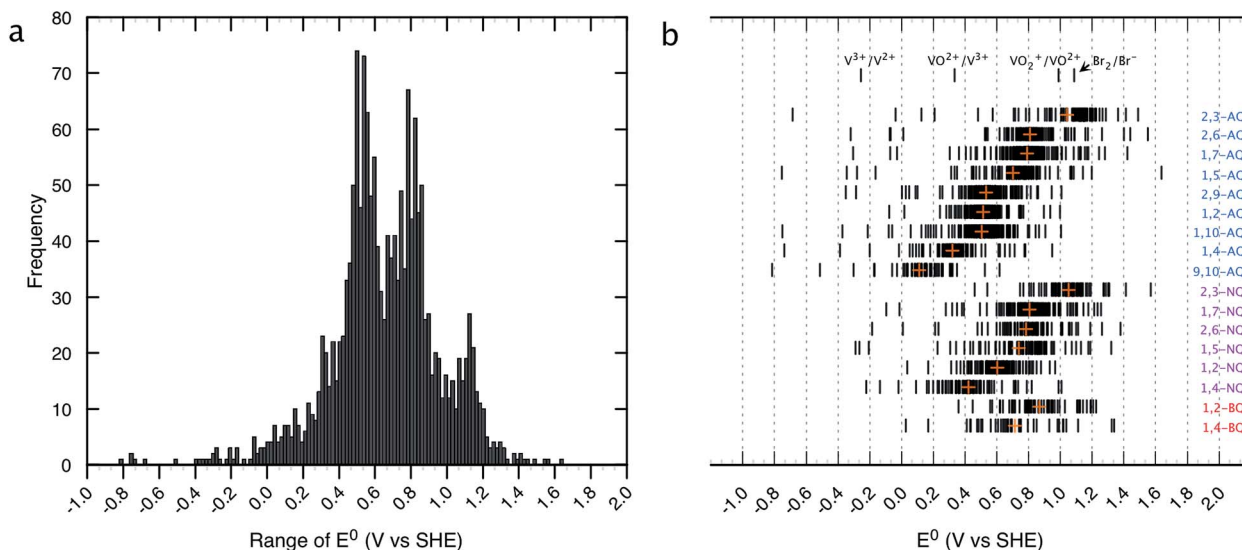 a
80
70
60
50
40
30
20
10
0
Frequency
-1.0 -0.8 -0.6 -0.4 -0.2 0.0 0.2 0.4 0.6 0.8 1.0 1.2 1.4 1.6 1.8 2.0
Range of E⁰ (V vs SHE)
b
V³⁺/V²⁺ VO²⁺/V³⁺ VO₂⁺/VO²⁺ Br₂/Br⁻
2,3-AQ
2,6-AQ
1,7-AQ
1,5-AQ
2,9-AQ
1,2-AQ
1,10-AQ
1,4-AQ
9,10-AQ
2,3-NQ
1,7-NQ
2,6-NQ
1,5-NQ
1,2-NQ
1,4-NQ
1,2-BQ
1,4-BQ
-1.0 -0.8 -0.6 -0.4 -0.2 0.0 0.2 0.4 0.6 0.8 1.0 1.2 1.4 1.6 1.8 2.0
E⁰ (V vs SHE)